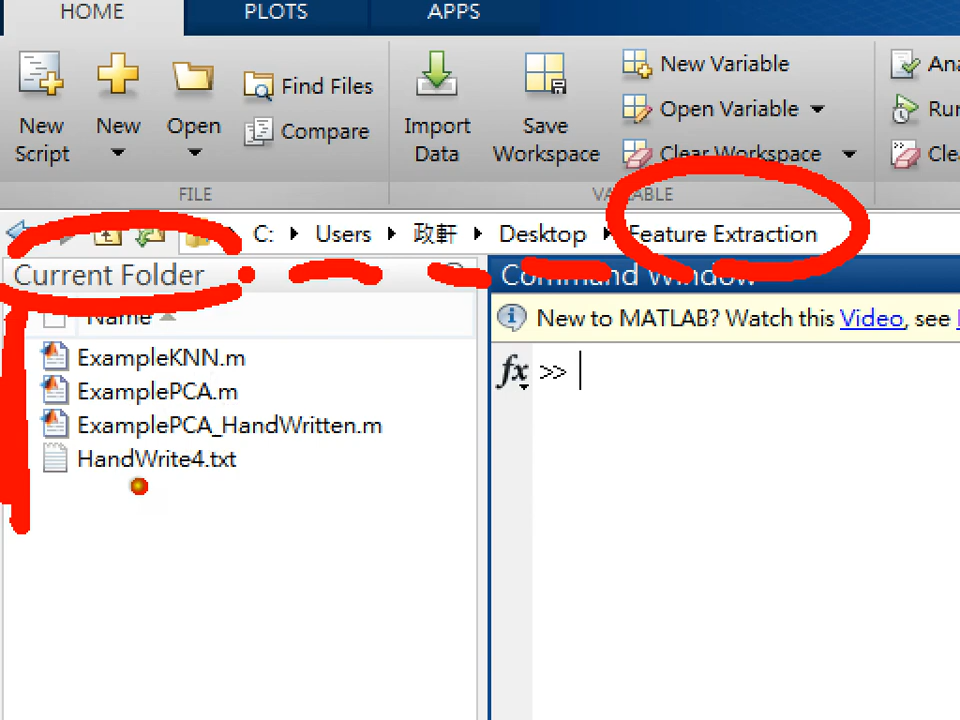 HOME PLOTS APPS
New Script
New
Open
Find Files
Compare
Import Data
Save Workspace
New Variable
Open Variable
Clear Workspace
FILE
VARIABLE
C: Users 政軒 Desktop Feature Extraction
Current Folder
Command Window
Name
New to MATLAB? Watch this Video, see
ExampleKNN.m
ExamplePCA.m
ExamplePCA_HandWritten.m
HandWrite4.txt
fx >>